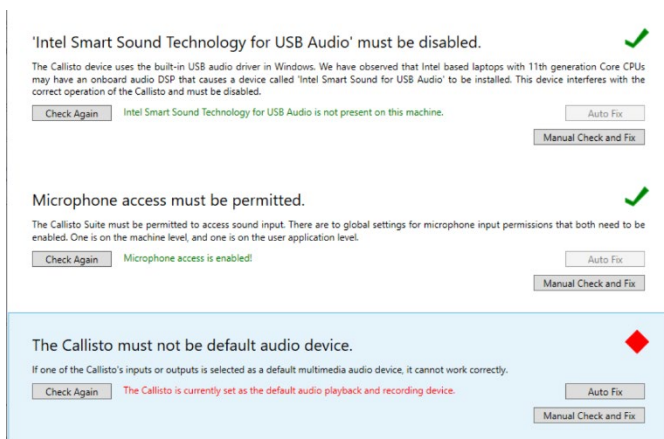 'Intel Smart Sound Technology for USB Audio' must be disabled.
The Callisto device uses the built-in USB audio driver in Windows. We have observed that Intel based laptops with 11th generation Core CPUs
may have an onboard audio DSP that causes a device called 'Intel Smart Sound for USB Audio' to be installed. This device interferes with the
correct operation of the Callisto and must be disabled.
Check Again Intel Smart Sound Technology for USB Audio is not present on this machine. Auto Fix
Manual Check and Fix
Microphone access must be permitted.
The Callisto Suite must be permitted to access sound input. There are to global settings for microphone input permissions that both need to be
enabled. One is on the machine level, and one is on the user application level.
Check Again Microphone access is enabled! Auto Fix
Manual Check and Fix
The Callisto must not be default audio device.
If one of the Callisto's inputs or outputs is selected as a default multimedia audio device, it cannot work correctly.
Check Again The Callisto is currently set as the default audio playback and recording device. Auto Fix
Manual Check and Fix